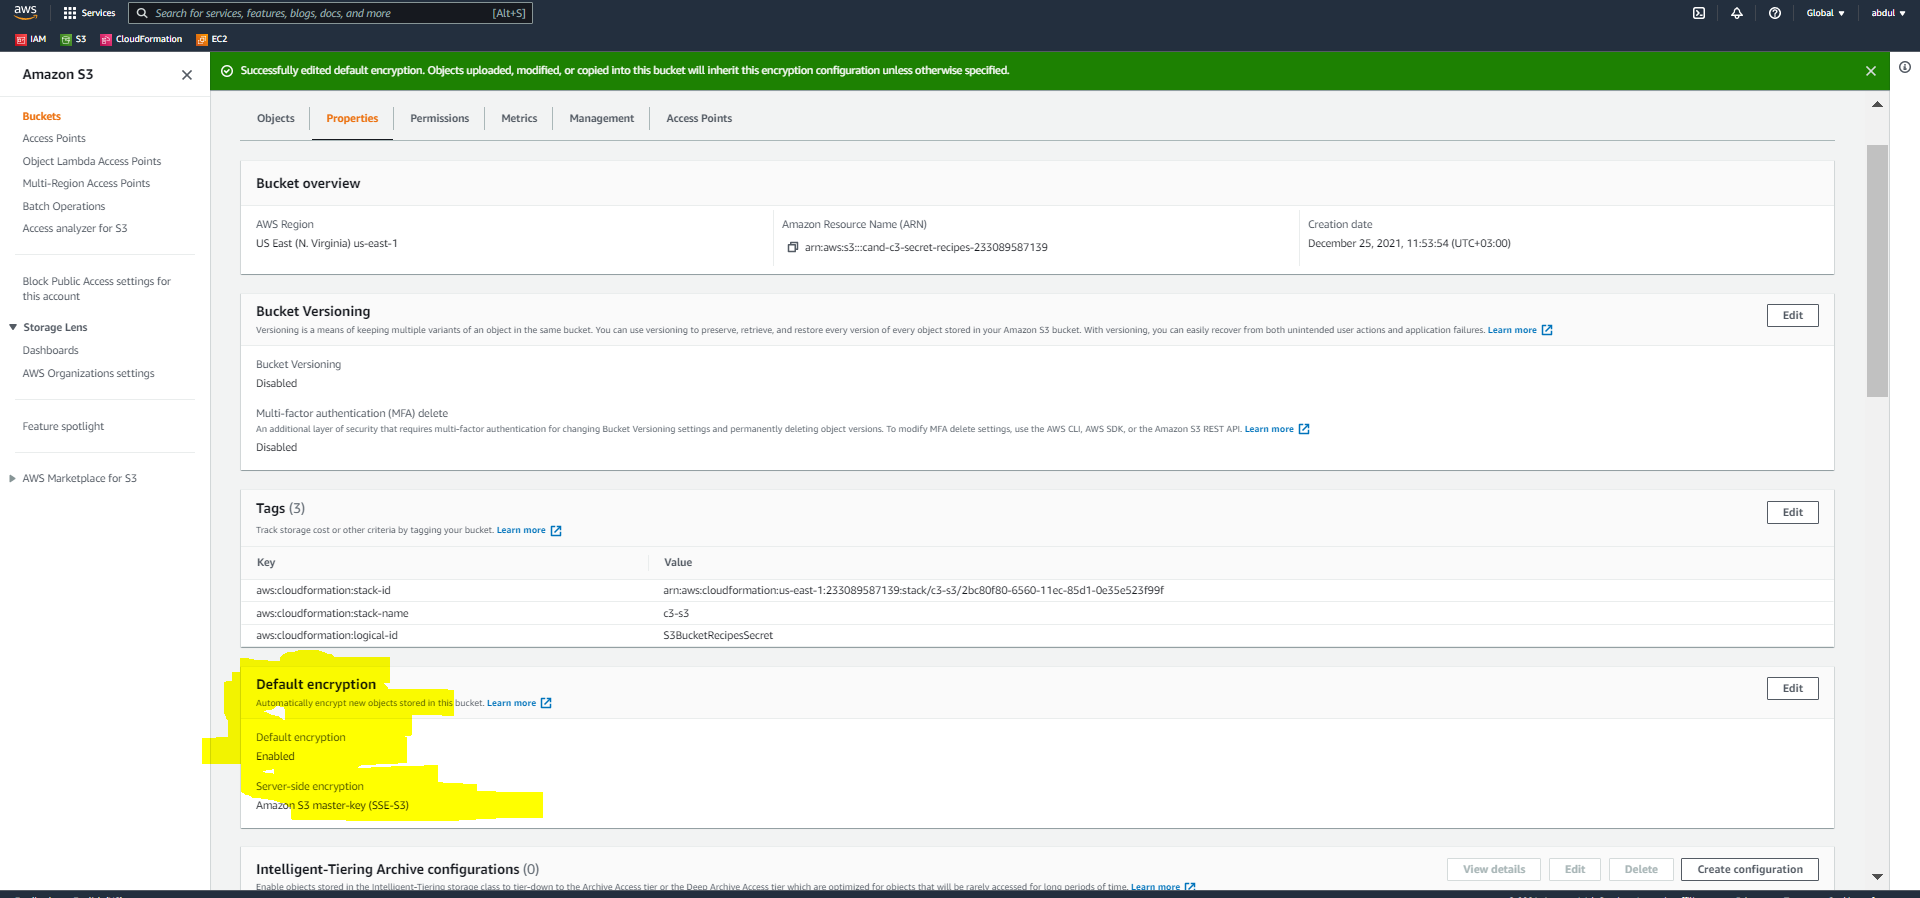 aws
Services
Search for services, features, blogs, docs, and more
[Alt+S]
Global
abdul
IAM
S3
CloudFormation
EC2
Amazon S3
Successfully edited default encryption. Objects uploaded, modified, or copied into this bucket will inherit this encryption configuration unless otherwise specified.
Buckets
Access Points
Object Lambda Access Points
Multi-Region Access Points
Batch Operations
Access analyzer for S3
Block Public Access settings for
this account
Storage Lens
Dashboards
AWS Organizations settings
Feature spotlight
AWS Marketplace for S3
Objects
Properties
Permissions
Metrics
Management
Access Points
Bucket overview
AWS Region
US East (N. Virginia) us-east-1
Amazon Resource Name (ARN)
arn:aws:s3:::cand-c3-secret-recipes-233089587139
Creation date
December 25, 2021, 11:53:54 (UTC+03:00)
Bucket Versioning
Edit
Versioning is a means of keeping multiple variants of an object in the same bucket. You can use versioning to preserve, retrieve, and restore every version of every object stored in your Amazon S3 bucket. With versioning, you can easily recover from both unintended user actions and application failures. Learn more
Bucket Versioning
Disabled
Multi-factor authentication (MFA) delete
An additional layer of security that requires multi-factor authentication for changing Bucket Versioning settings and permanently deleting object versions. To modify MFA delete settings, use the AWS CLI, AWS SDK, or the Amazon S3 REST API. Learn more
Disabled
Tags (3)
Edit
Track storage cost or other criteria by tagging your bucket. Learn more
Key
Value
aws:cloudformation:stack-id
arn:aws:cloudformation:us-east-1:233089587139:stack/c3-s3/2bc80f80-6560-11ec-85d1-0e35e523f99f
aws:cloudformation:stack-name
c3-s3
aws:cloudformation:logical-id
S3BucketRecipesSecret
Default encryption
Edit
Automatically encrypt new objects stored in this bucket. Learn more
Default encryption
Enabled
Server-side encryption
Amazon S3 master-key (SSE-S3)
Intelligent-Tiering Archive configurations (0)
View details
Edit
Delete
Create configuration
Enable objects stored in the Intelligent-Tiering storage class to tier-down to the Archive Access tier or the Deep Archive Access tier which are optimized for objects that will be rarely accessed for long periods of time. Learn more